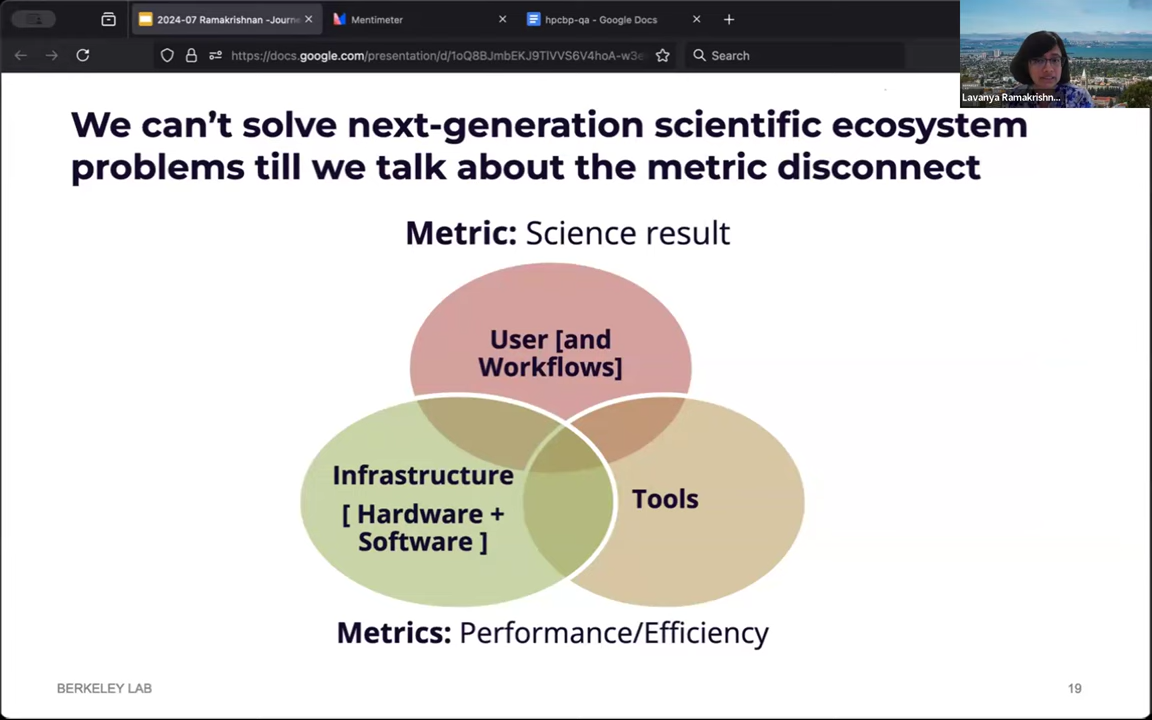 2024-07 Ramakrishnan -Journe
Mentimeter
hpcbp-qa - Google Docs
https://docs.google.com/presentation/d/1oQ8BJmbEKJ9TlVVS6V4hoA-w3e
Search
Lavanya Ramakrishn...
We can't solve next-generation scientific ecosystem
problems till we talk about the metric disconnect
Metric: Science result
User [and
Workflows]
Infrastructure
[ Hardware +
Software ]
Tools
Metrics: Performance/Efficiency
BERKELEY LAB
19